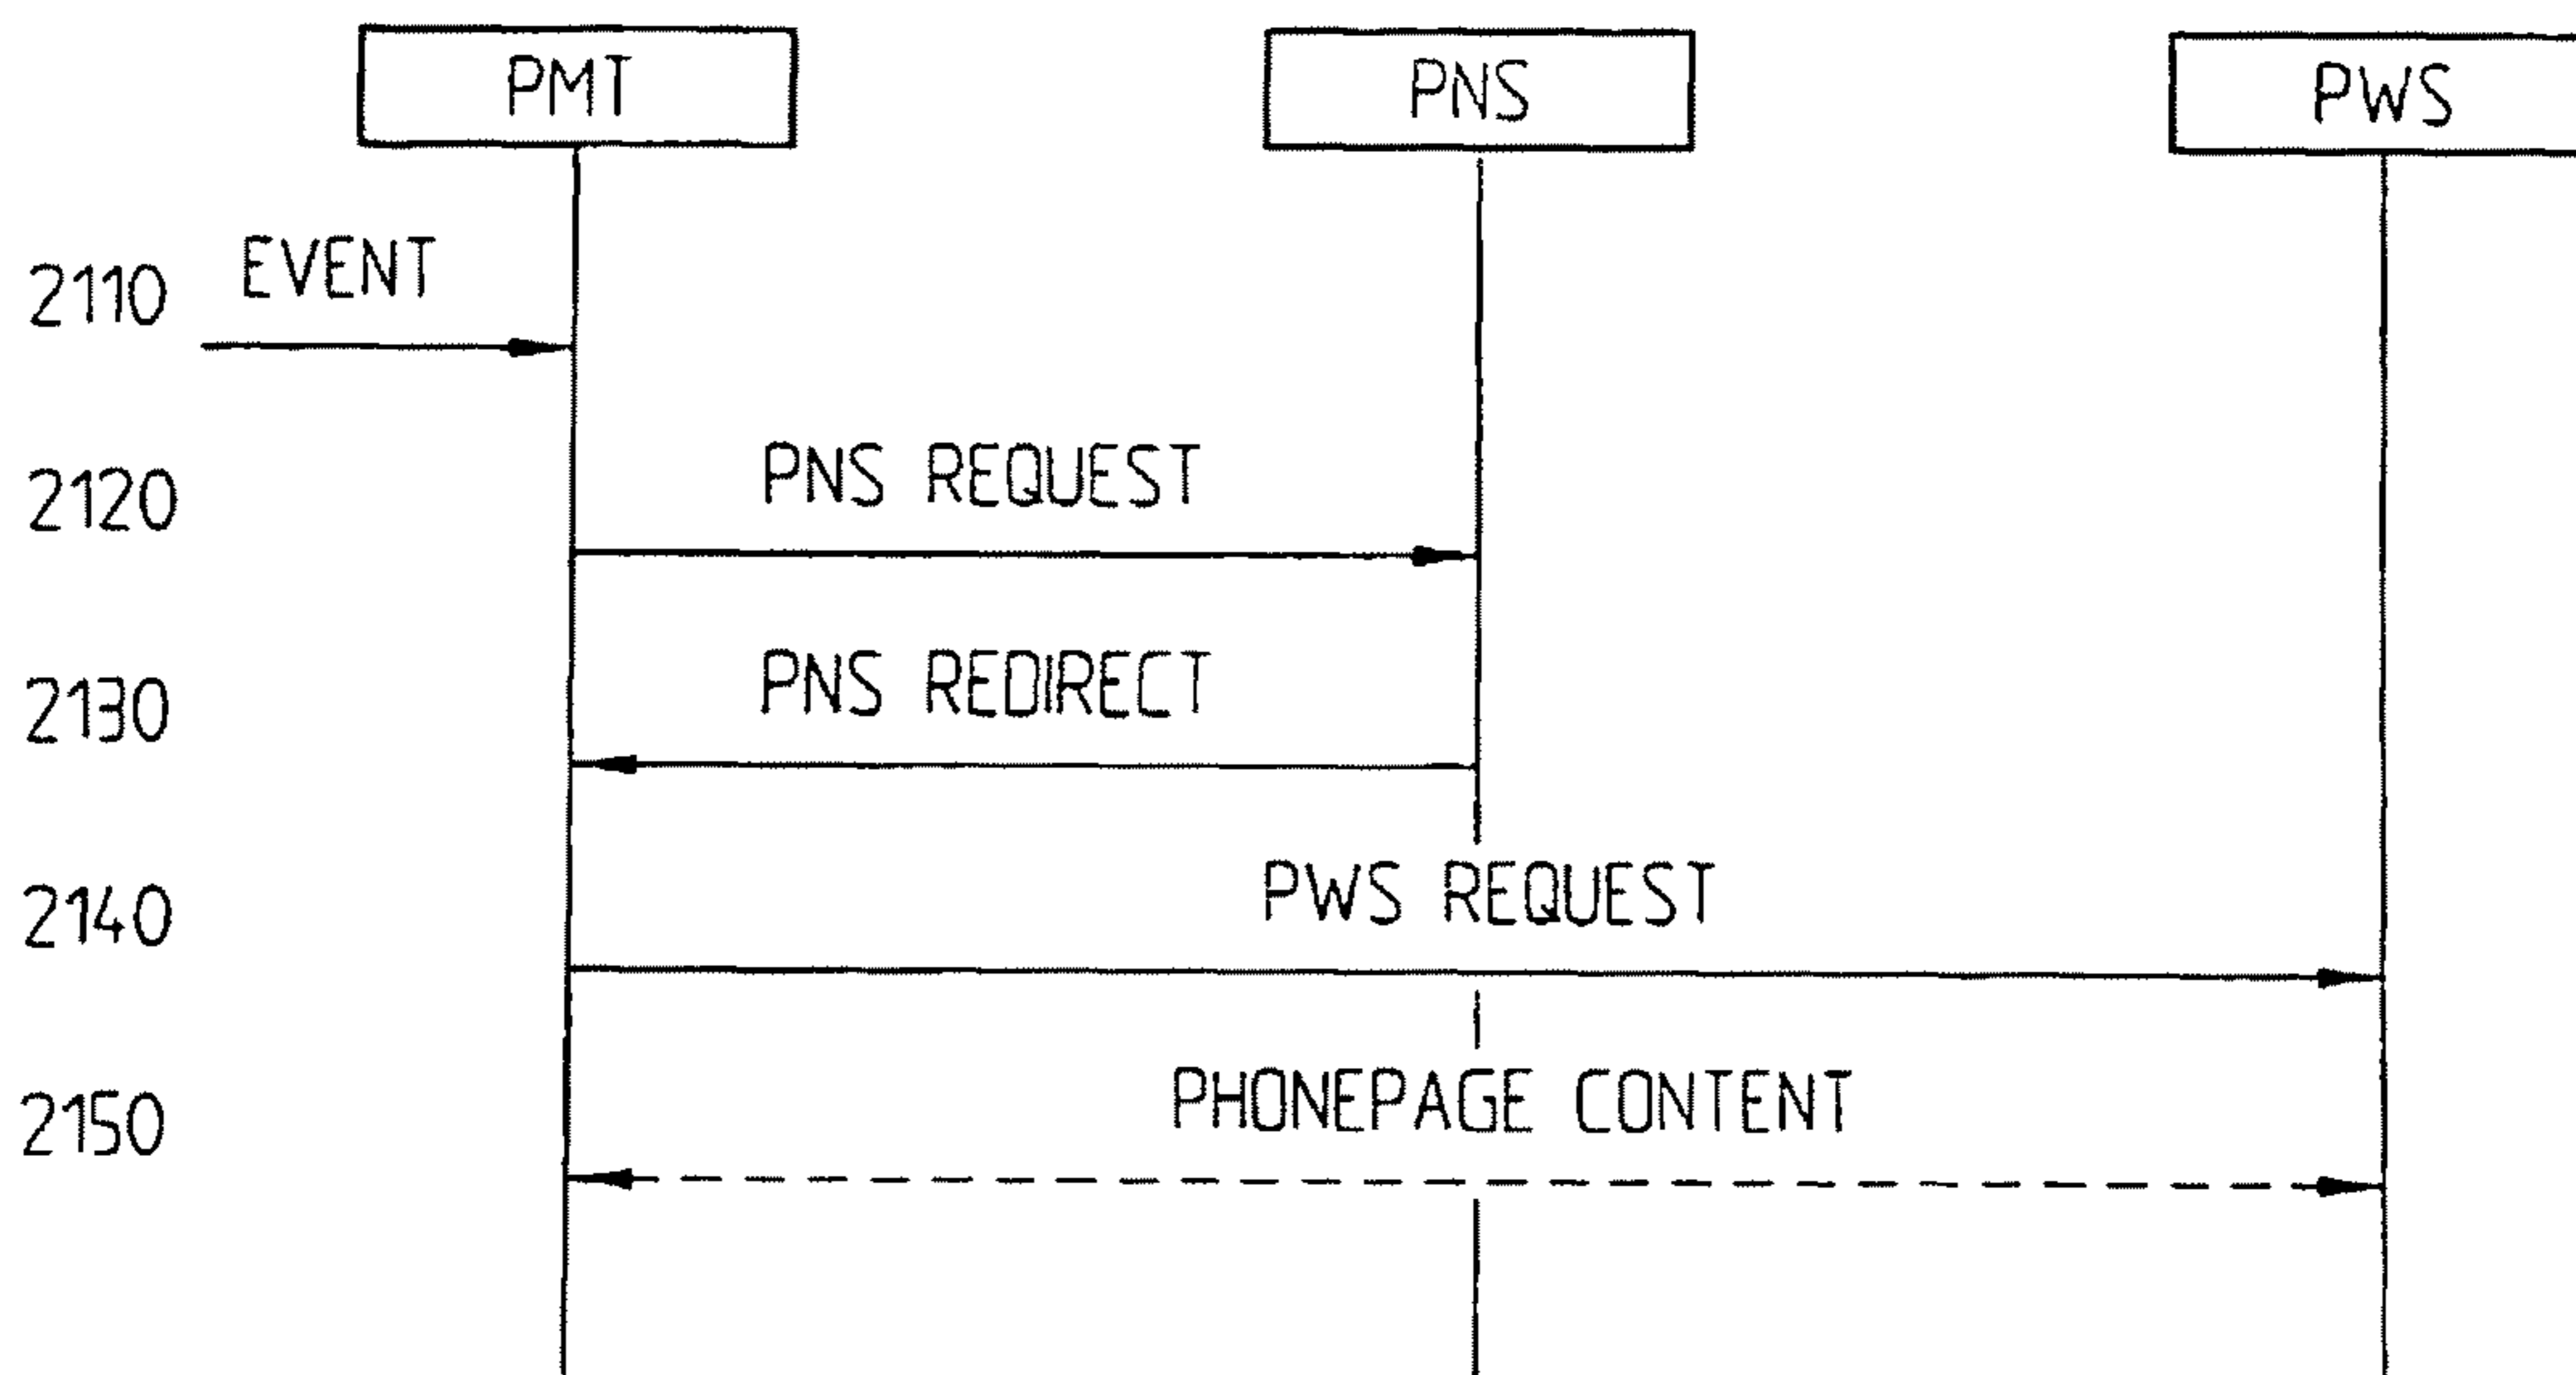 PMT PNS PWS
2110 EVENT
2120 PNS REQUEST
2130 PNS REDIRECT
2140 PWS REQUEST
2150 PHONEPAGE CONTENT